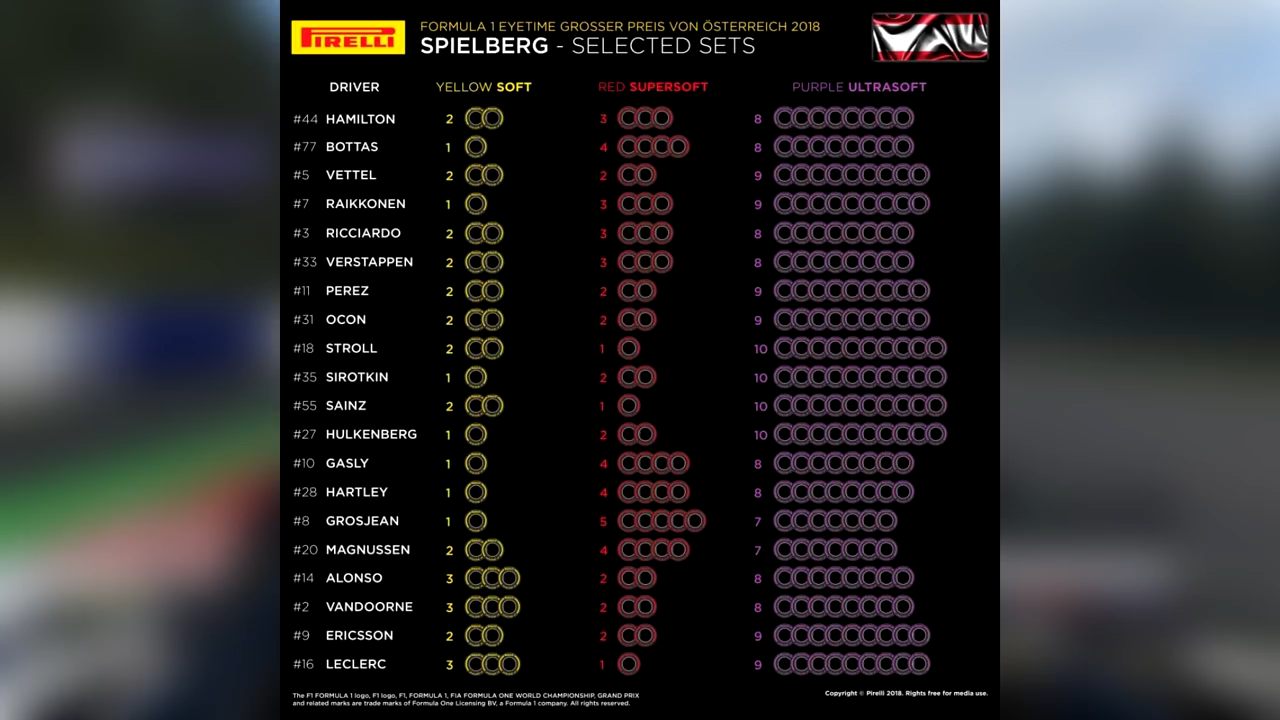 PIRELLI
FORMULA 1 EYETIME GROSSER PREIS VON ÖSTERREICH 2018
SPIELBERG - SELECTED SETS
DRIVER YELLOW SOFT RED SUPERSOFT PURPLE ULTRASOFT
#44 HAMILTON 2 3 8
#77 BOTTAS 1 4 8
#5 VETTEL 2 2 9
#7 RAIKKONEN 1 3 9
#3 RICCIARDO 2 3 8
#33 VERSTAPPEN 2 3 8
#11 PEREZ 2 2 9
#31 OCON 2 2 9
#18 STROLL 2 1 10
#35 SIROTKIN 1 2 10
#55 SAINZ 2 1 10
#27 HULKENBERG 1 2 10
#10 GASLY 1 4 8
#28 HARTLEY 1 4 8
#8 GROSJEAN 1 5 7
#20 MAGNUSSEN 2 4 7
#14 ALONSO 3 2 8
#2 VANDOORNE 3 2 8
#9 ERICSSON 2 2 9
#16 LECLERC 3 1 9
The F1 FORMULA 1 logo, F1 logo, F1, FORMULA 1, FIA FORMULA ONE WORLD CHAMPIONSHIP, GRAND PRIX
and related marks are trade marks of Formula One Licensing BV, a Formula 1 company. All rights reserved.
Copyright © Pirelli 2018. Rights free for media use.